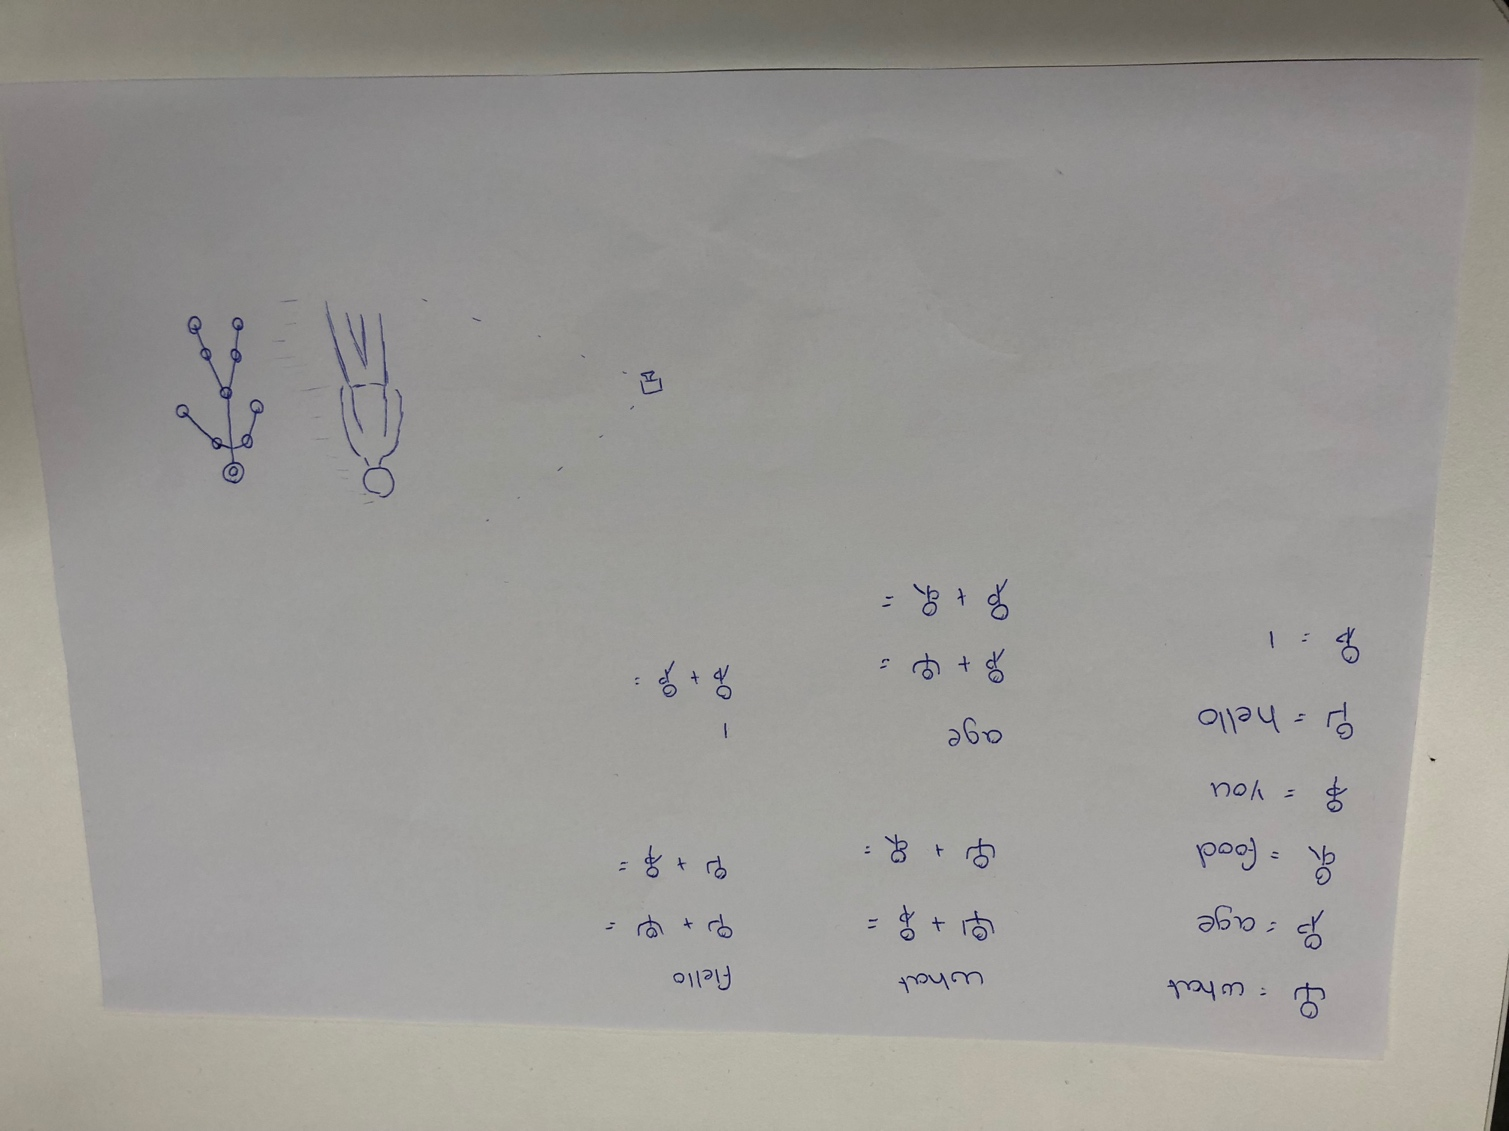 = what
= age
= food
= you
= hello
= I
what
+ =
+ =
age
+ =
+ =
Hello
+ =
+ =
I
+ =